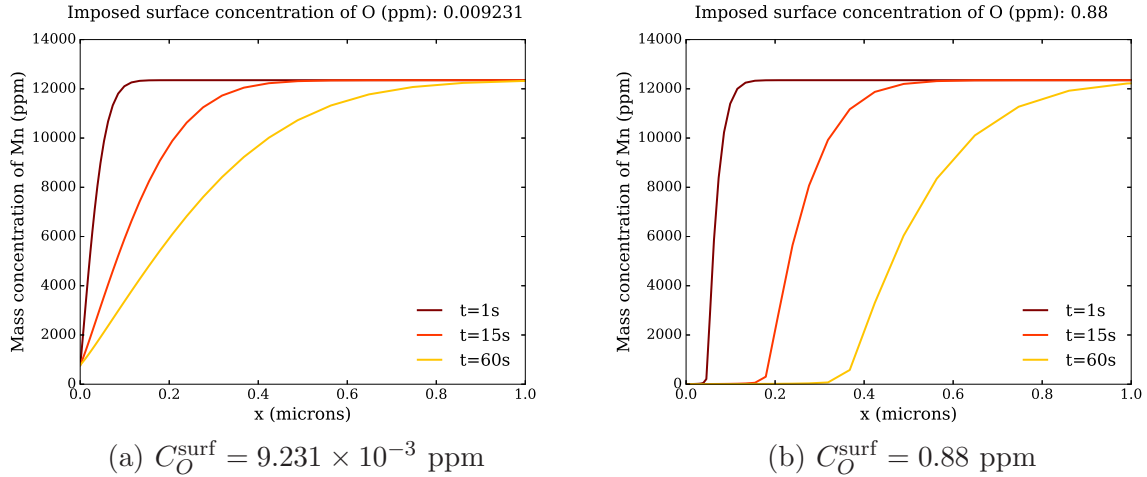 Imposed surface concentration of O (ppm): 0.009231
14000
12000
10000
8000
6000
4000
2000
0
Mass concentration of Mn (ppm)
t=1s
t=15s
t=60s
0.0 0.2 0.4 0.6 0.8 1.0
x (microns)
(a) C_O^surf = 9.231 × 10^−3 ppm
Imposed surface concentration of O (ppm): 0.88
14000
12000
10000
8000
6000
4000
2000
0
Mass concentration of Mn (ppm)
t=1s
t=15s
t=60s
0.0 0.2 0.4 0.6 0.8 1.0
x (microns)
(b) C_O^surf = 0.88 ppm